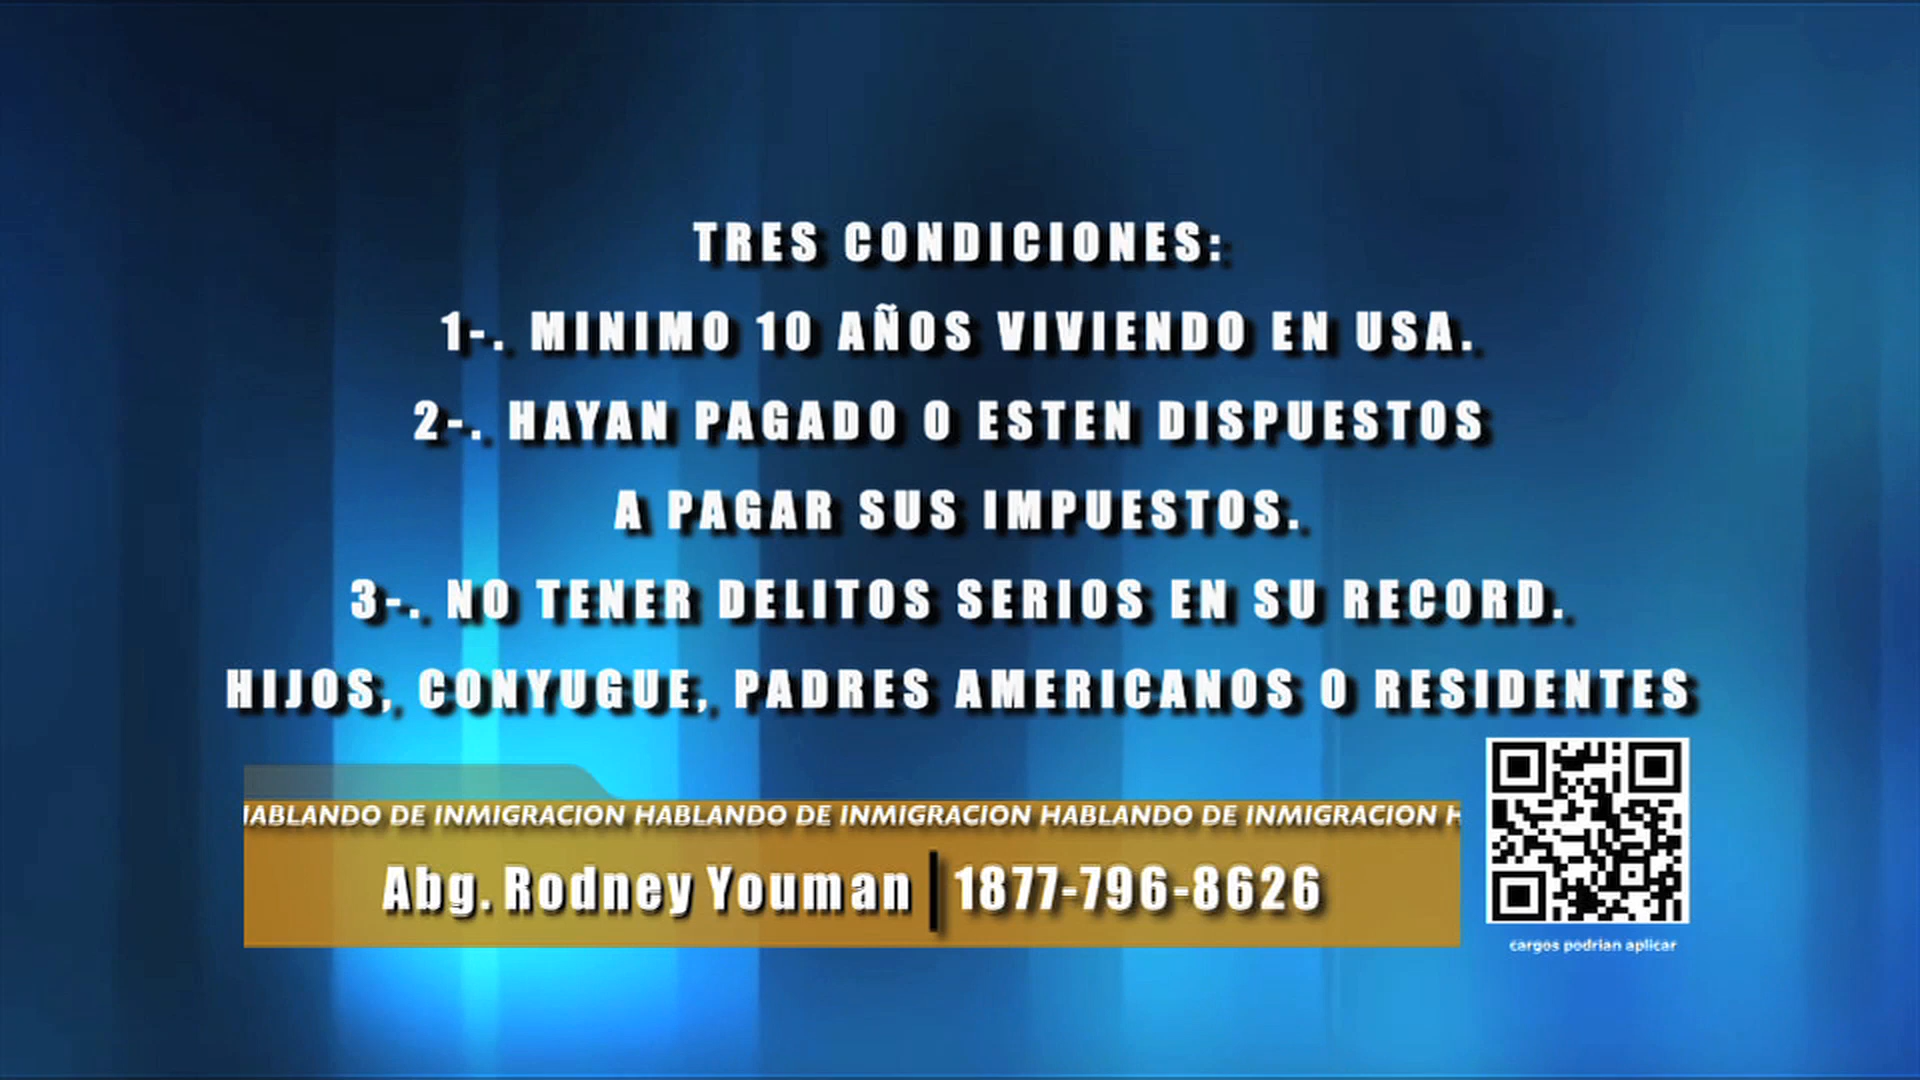 TRES CONDICIONES:
1-. MINIMO 10 AÑOS VIVIENDO EN USA.
2-. HAYAN PAGADO O ESTEN DISPUESTOS
A PAGAR SUS IMPUESTOS.
3-. NO TENER DELITOS SERIOS EN SU RECORD.
HIJOS, CONYUGUE, PADRES AMERICANOS O RESIDENTES
HABLANDO DE INMIGRACION HABLANDO DE INMIGRACION HABLANDO DE INMIGRACION H
Abg. Rodney Youman | 1877-796-8626
cargos podrian aplicar